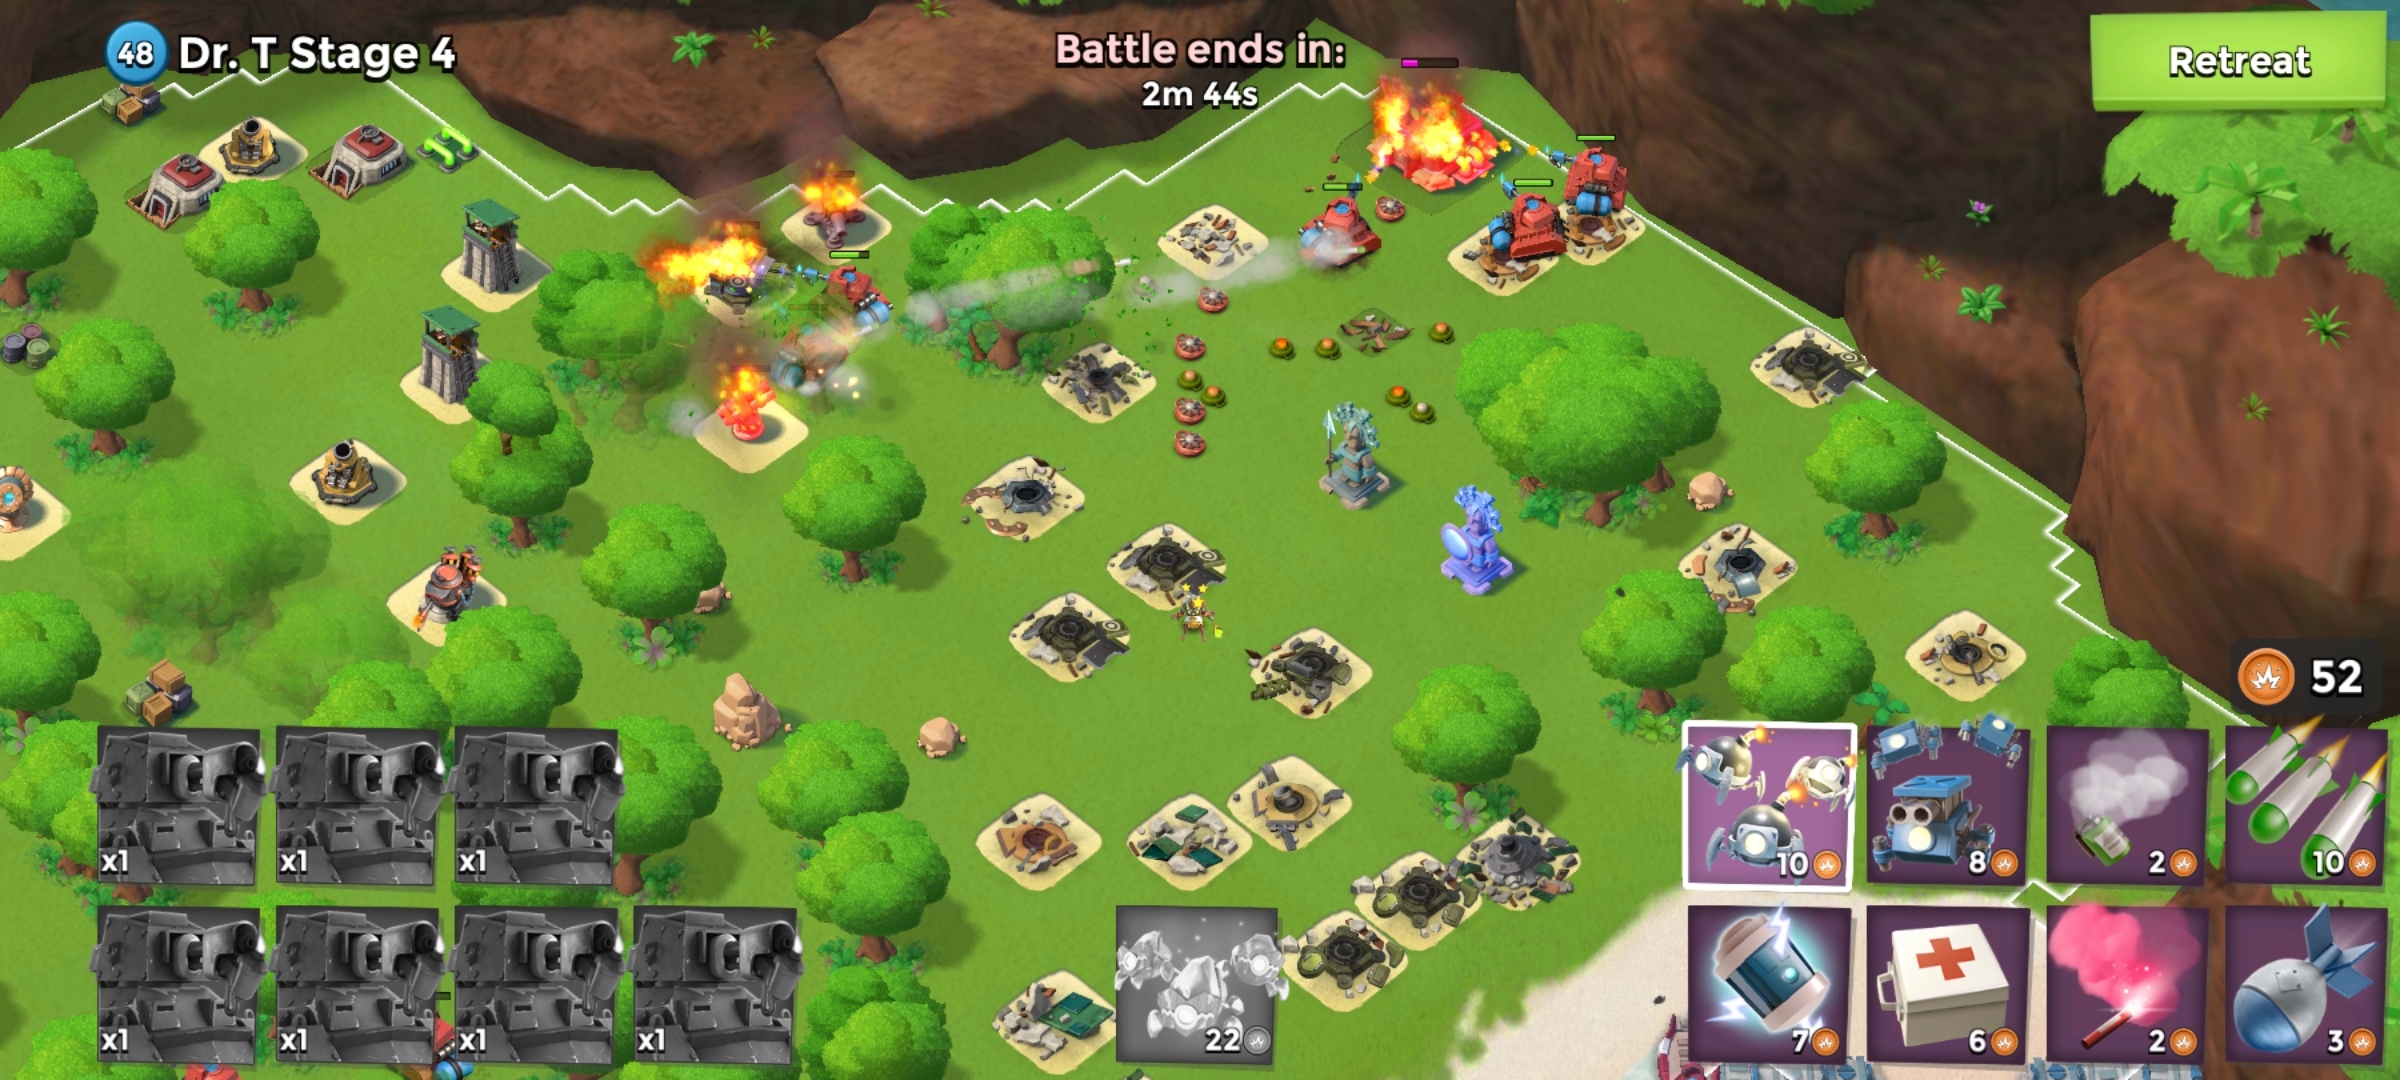 48 Dr. T Stage 4
Battle ends in:
2m 44s
Retreat
52
x1 x1 x1
10 8 2 10
x1 x1 x1 x1
22
7 6 2 3